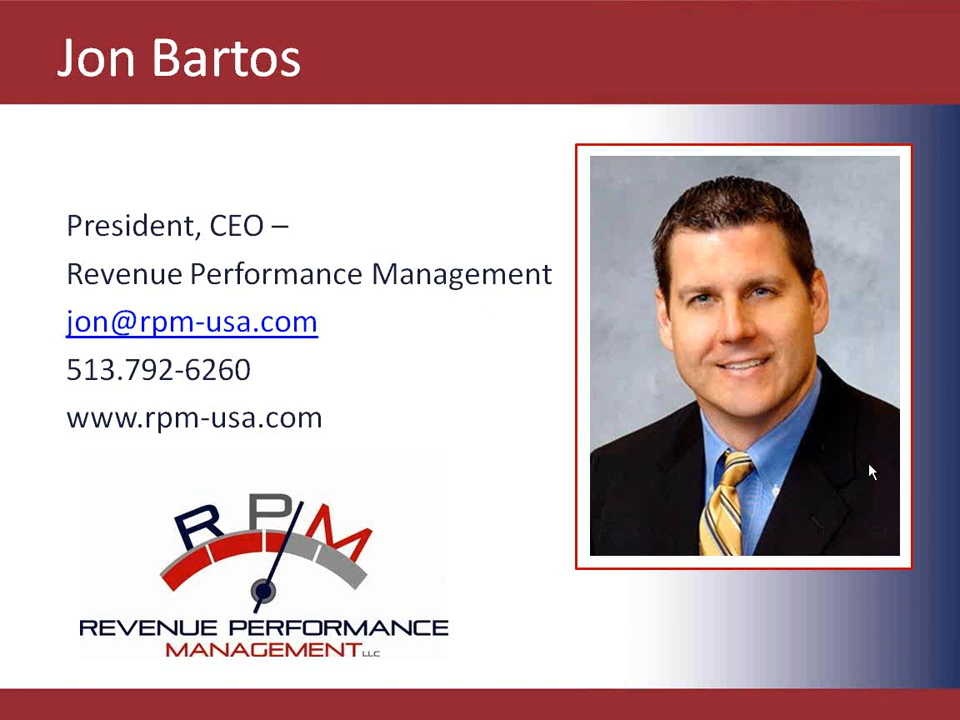 Jon Bartos
President, CEO –
Revenue Performance Management
jon@rpm-usa.com
513.792-6260
www.rpm-usa.com
RPM
REVENUE PERFORMANCE
MANAGEMENT LLC